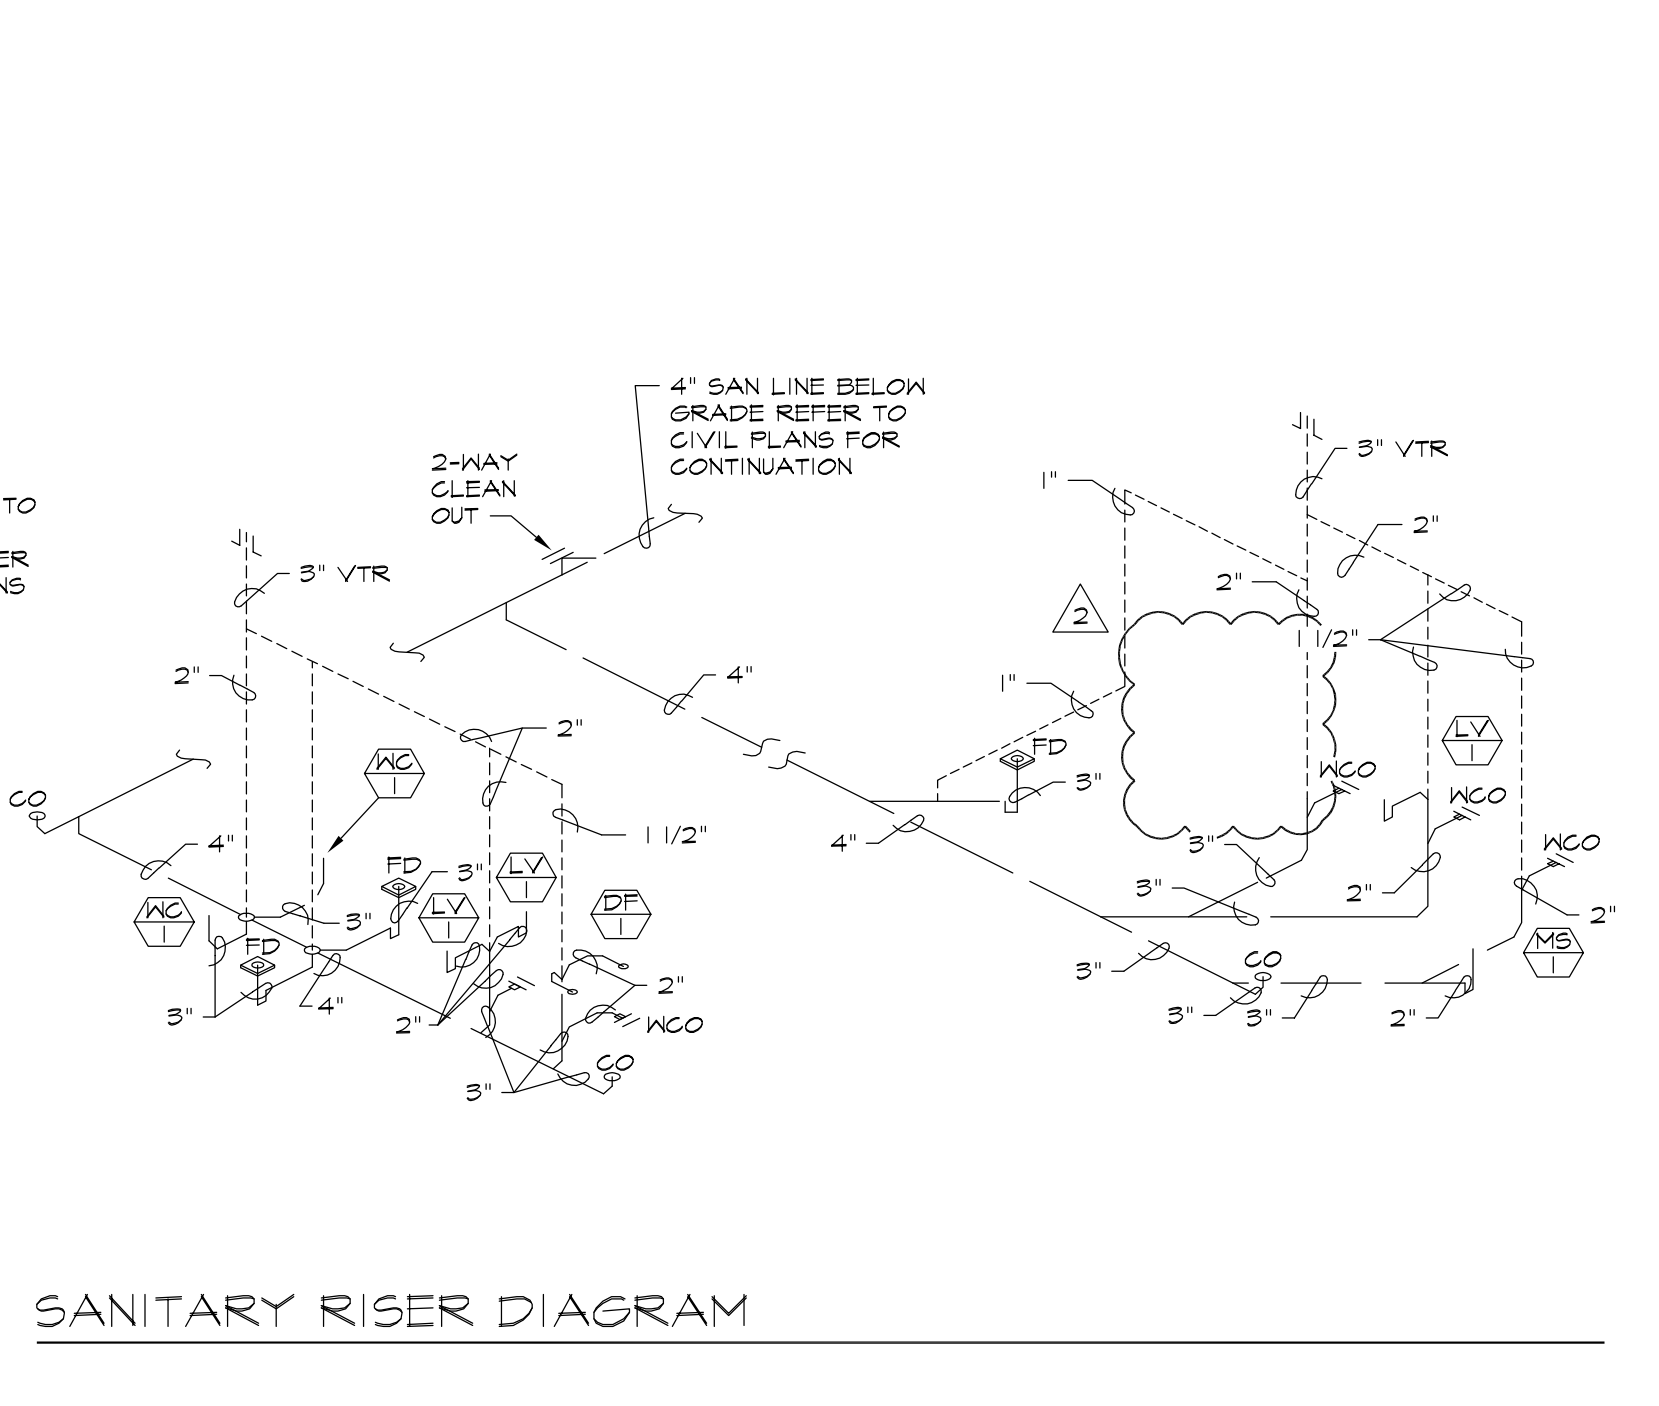 4" SAN LINE BELOW
GRADE REFER TO
CIVIL PLANS FOR
CONTINUATION
2-WAY
CLEAN
OUT
3" VTR
1"
2"
TO
ER
NS
3" VTR
2"
2
1 1/2"
2"
4"
1"
2"
LV
1
FD
WC
1
WCO
3"
WCO
CO
1 1/2"
4"
4"
3"
WCO
FD
3"
LV
1
3"
2"
WC
1
3"
LV
1
DF
1
2"
FD
MS
1
CO
3"
4"
2"
2"
3"
3"
3"
2"
WCO
CO
3"
SANITARY RISER DIAGRAM